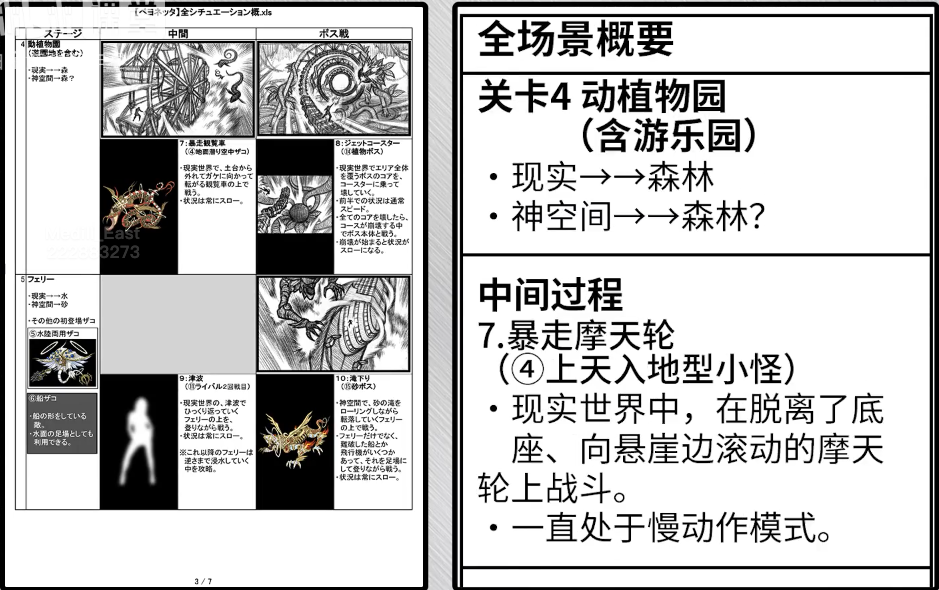 【ベヨネッタ】全シチュエーション概.xls
ステージ
中間
ボス戦
4
動植物園
(遊園地を含む)
・現実→→森
・神空間→森？
7：暴走観覧車
(④地面潜り空中ザコ)
・現実世界で、土台から
外れてガケに向かって
転がる観覧車の上で
戦う。
・状況は常にスロー。
8：ジェットコースター
(⑭植物ボス)
・現実世界でエリア全体
を覆うボスのコアを、
コースターに乗って
壊していく。
・前半での状況は通常
スピード。
・全てのコアを壊したら、
コースが崩壊する中
でボス本体と戦う。
・崩壊が始まると状況が
スローになる。
5
フェリー
・現実→→水
・神空間→→砂
・その他の初登場ザコ
⑤水陸両用ザコ
⑥船ザコ
・船の形をしている
敵。
・水面の足場としても
利用できる。
9：津波
(⑪ライバル2回戦目)
・現実世界の、津波で
ひっくり返っていく
フェリーの上を、
登りながら戦う。
・状況は常にスロー。
※これ以降のフェリーは
逆さまで浸水していく
中を攻略。
10：滝下り
(⑮砂ボス)
・神空間で、砂の滝を
ローリングしながら
転落していくフェリー
の上で戦う。
・フェリーだけでなく、
難破した船とか
飛行機がいくつか
あって、それを足場に
して登りながら戦う。
・状況は常にスロー。
3 / 7
全场景概要
关卡4 动植物园
（含游乐园）
・现实→→森林
・神空间→→森林？
中间过程
7.暴走摩天轮
（④上天入地型小怪）
・现实世界中，在脱离了底
座、向悬崖边滚动的摩天
轮上战斗。
・一直处于慢动作模式。